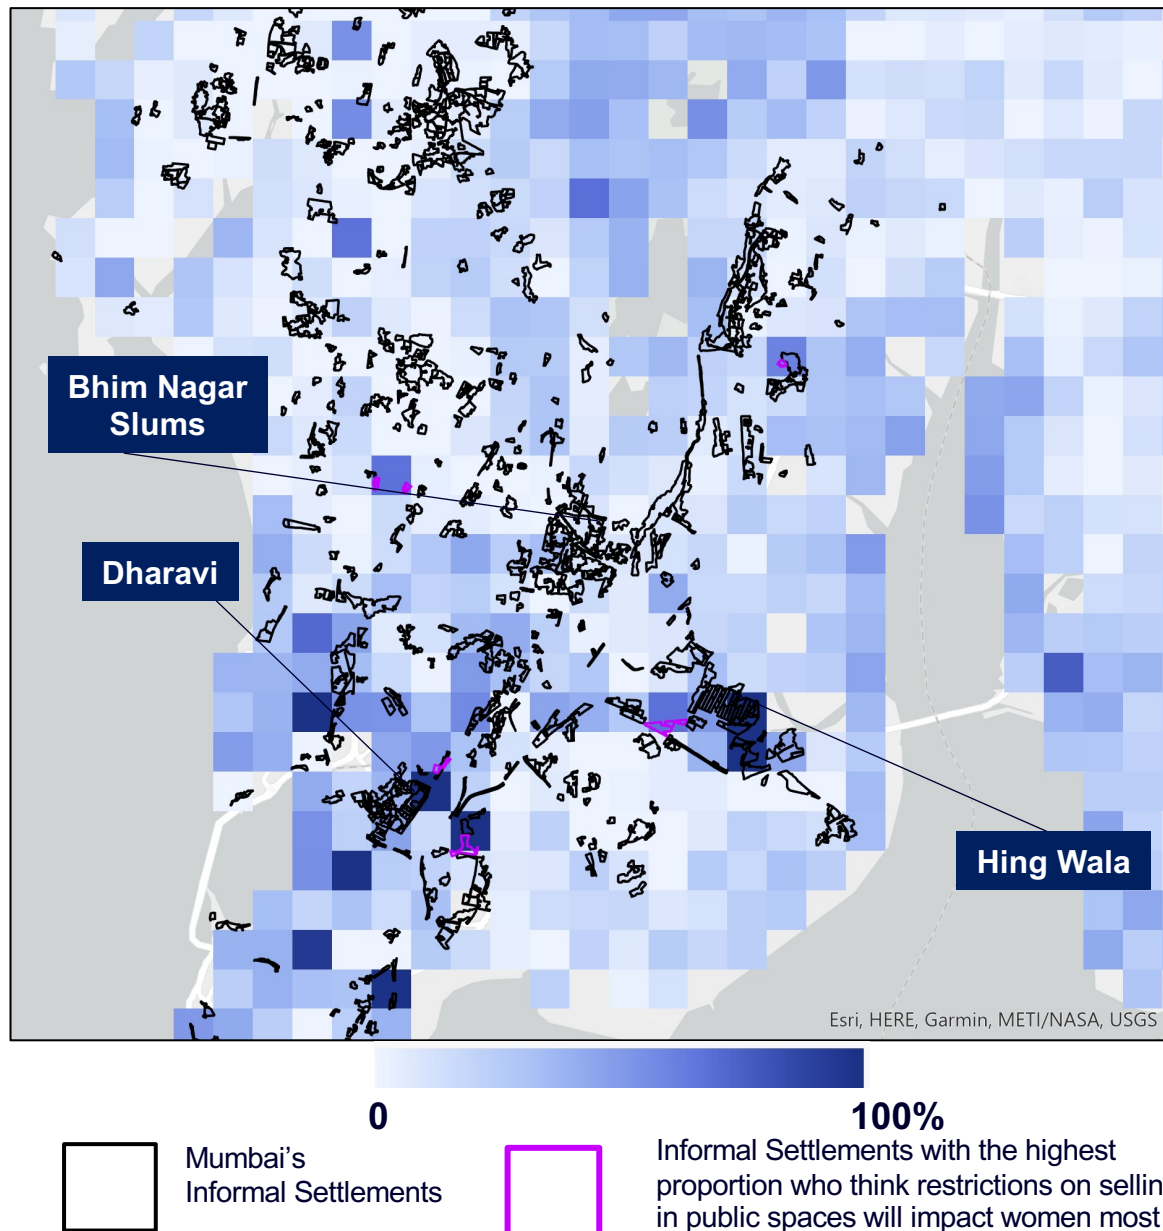 Bhim Nagar
Slums
Dharavi
Hing Wala
Esri, HERE, Garmin, METI/NASA, USGS
0
100%
Mumbai's
Informal Settlements
Informal Settlements with the highest
proportion who think restrictions on sellin
in public spaces will impact women most